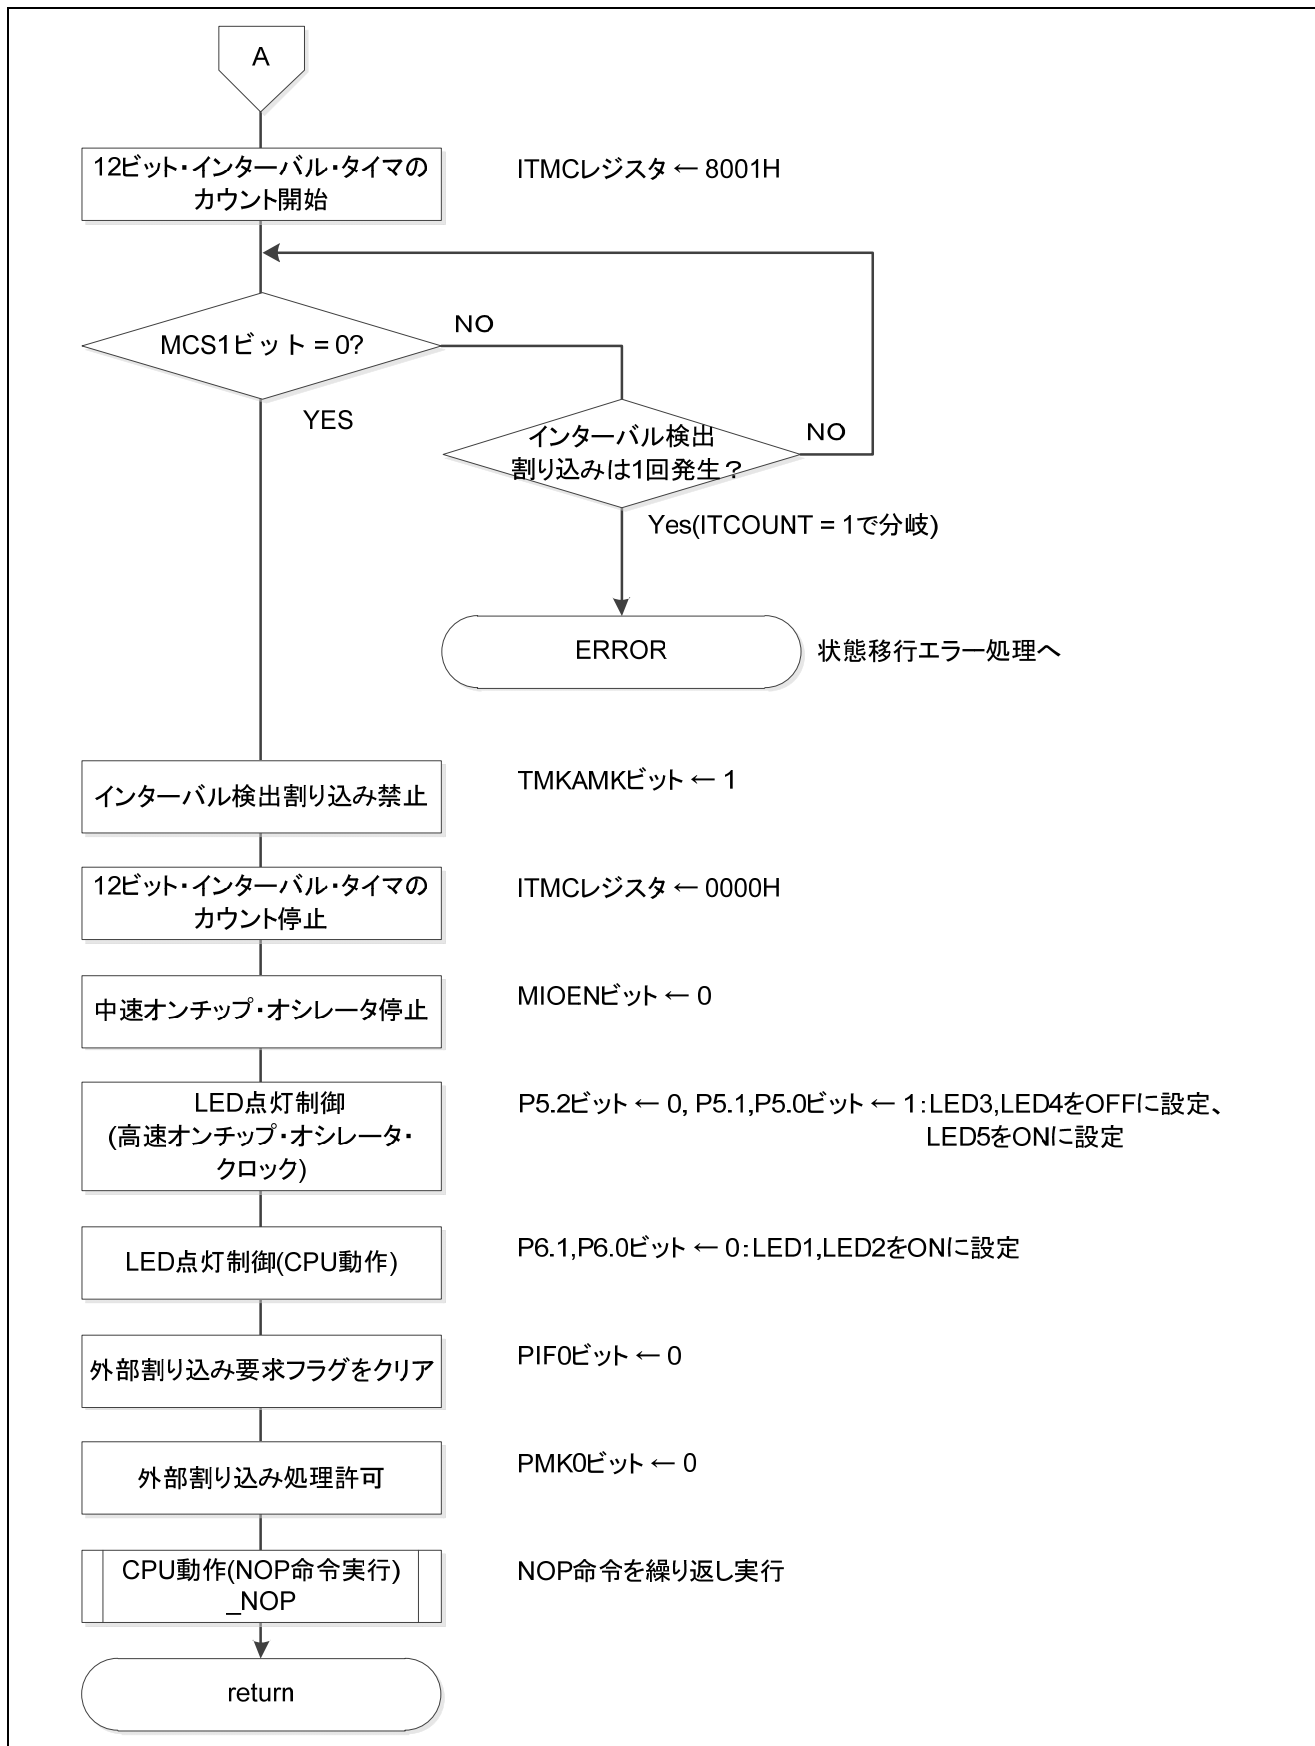 A
12ビット・インターバル・タイマの
カウント開始
ITMCレジスタ ← 8001H
MCS1ビット = 0?
NO
YES
インターバル検出
割り込みは1回発生？
NO
Yes(ITCOUNT = 1で分岐)
ERROR
状態移行エラー処理へ
インターバル検出割り込み禁止
TMKAMKビット ← 1
12ビット・インターバル・タイマの
カウント停止
ITMCレジスタ ← 0000H
中速オンチップ・オシレータ停止
MIOENビット ← 0
LED点灯制御
(高速オンチップ・オシレータ・
クロック)
P5.2ビット ← 0, P5.1,P5.0ビット ← 1：LED3,LED4をOFFに設定、
LED5をONに設定
LED点灯制御(CPU動作)
P6.1,P6.0ビット ← 0：LED1,LED2をONに設定
外部割り込み要求フラグをクリア
PIF0ビット ← 0
外部割り込み処理許可
PMK0ビット ← 0
CPU動作(NOP命令実行)
_NOP
NOP命令を繰り返し実行
return